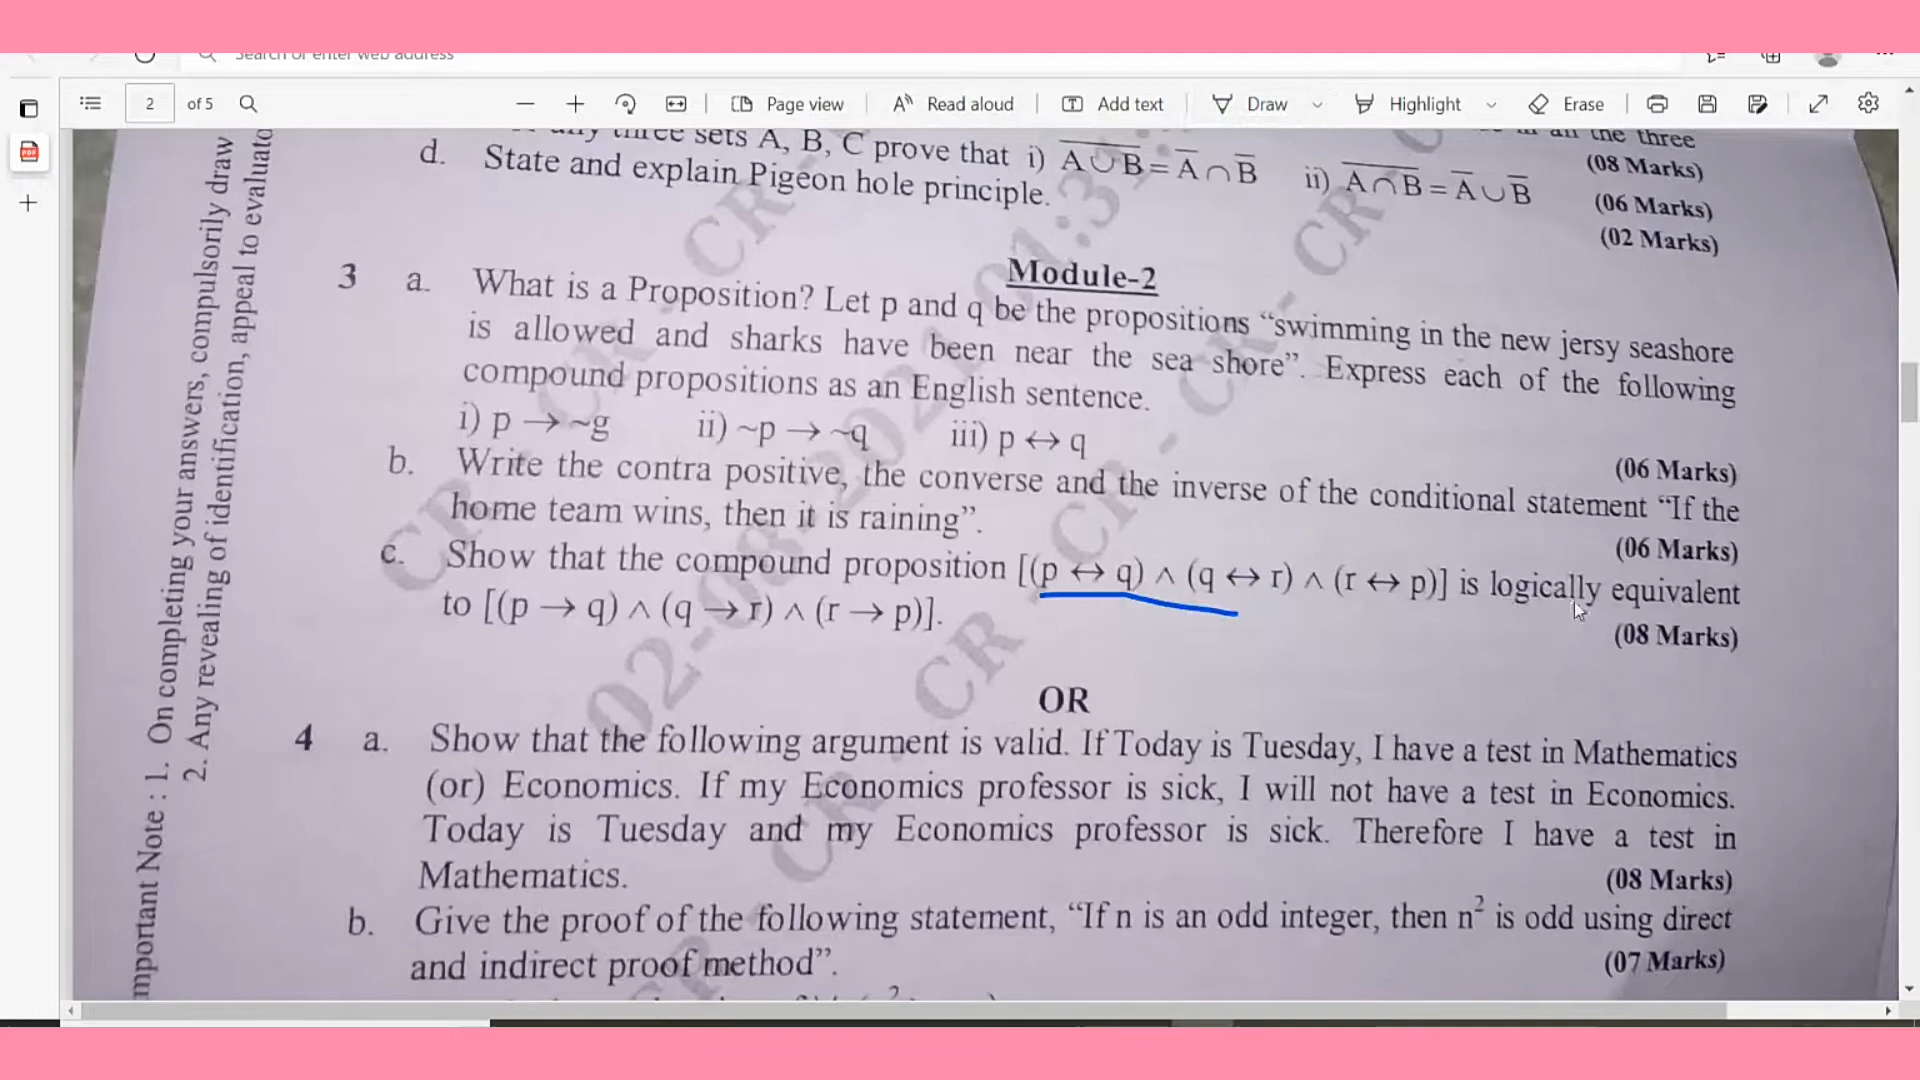 Search or enter web address
2 of 5 Page view A Read aloud T Add text Draw Highlight Erase
any three sets A, B, C prove that i) A∪B = A∩B ii) A∩B = A∪B
the three
(08 Marks)
d. State and explain Pigeon hole principle.
(06 Marks)
(02 Marks)
Module-2
3 a. What is a Proposition? Let p and q be the propositions “swimming in the new jersy seashore
is allowed and sharks have been near the sea shore”. Express each of the following
compound propositions as an English sentence.
i) p → ~g ii) ~p → ~q iii) p ↔ q
(06 Marks)
b. Write the contra positive, the converse and the inverse of the conditional statement “If the
home team wins, then it is raining”.
(06 Marks)
c. Show that the compound proposition [(p ↔ q) ∧ (q ↔ r) ∧ (r ↔ p)] is logically equivalent
to [(p → q) ∧ (q → r) ∧ (r → p)].
(08 Marks)
OR
4 a. Show that the following argument is valid. If Today is Tuesday, I have a test in Mathematics
(or) Economics. If my Economics professor is sick, I will not have a test in Economics.
Today is Tuesday and my Economics professor is sick. Therefore I have a test in
Mathematics.
(08 Marks)
b. Give the proof of the following statement, “If n is an odd integer, then n² is odd using direct
and indirect proof method”.
(07 Marks)
mportant Note : 1. On completing your answers, compulsorily draw
2. Any revealing of identification, appeal to evaluato